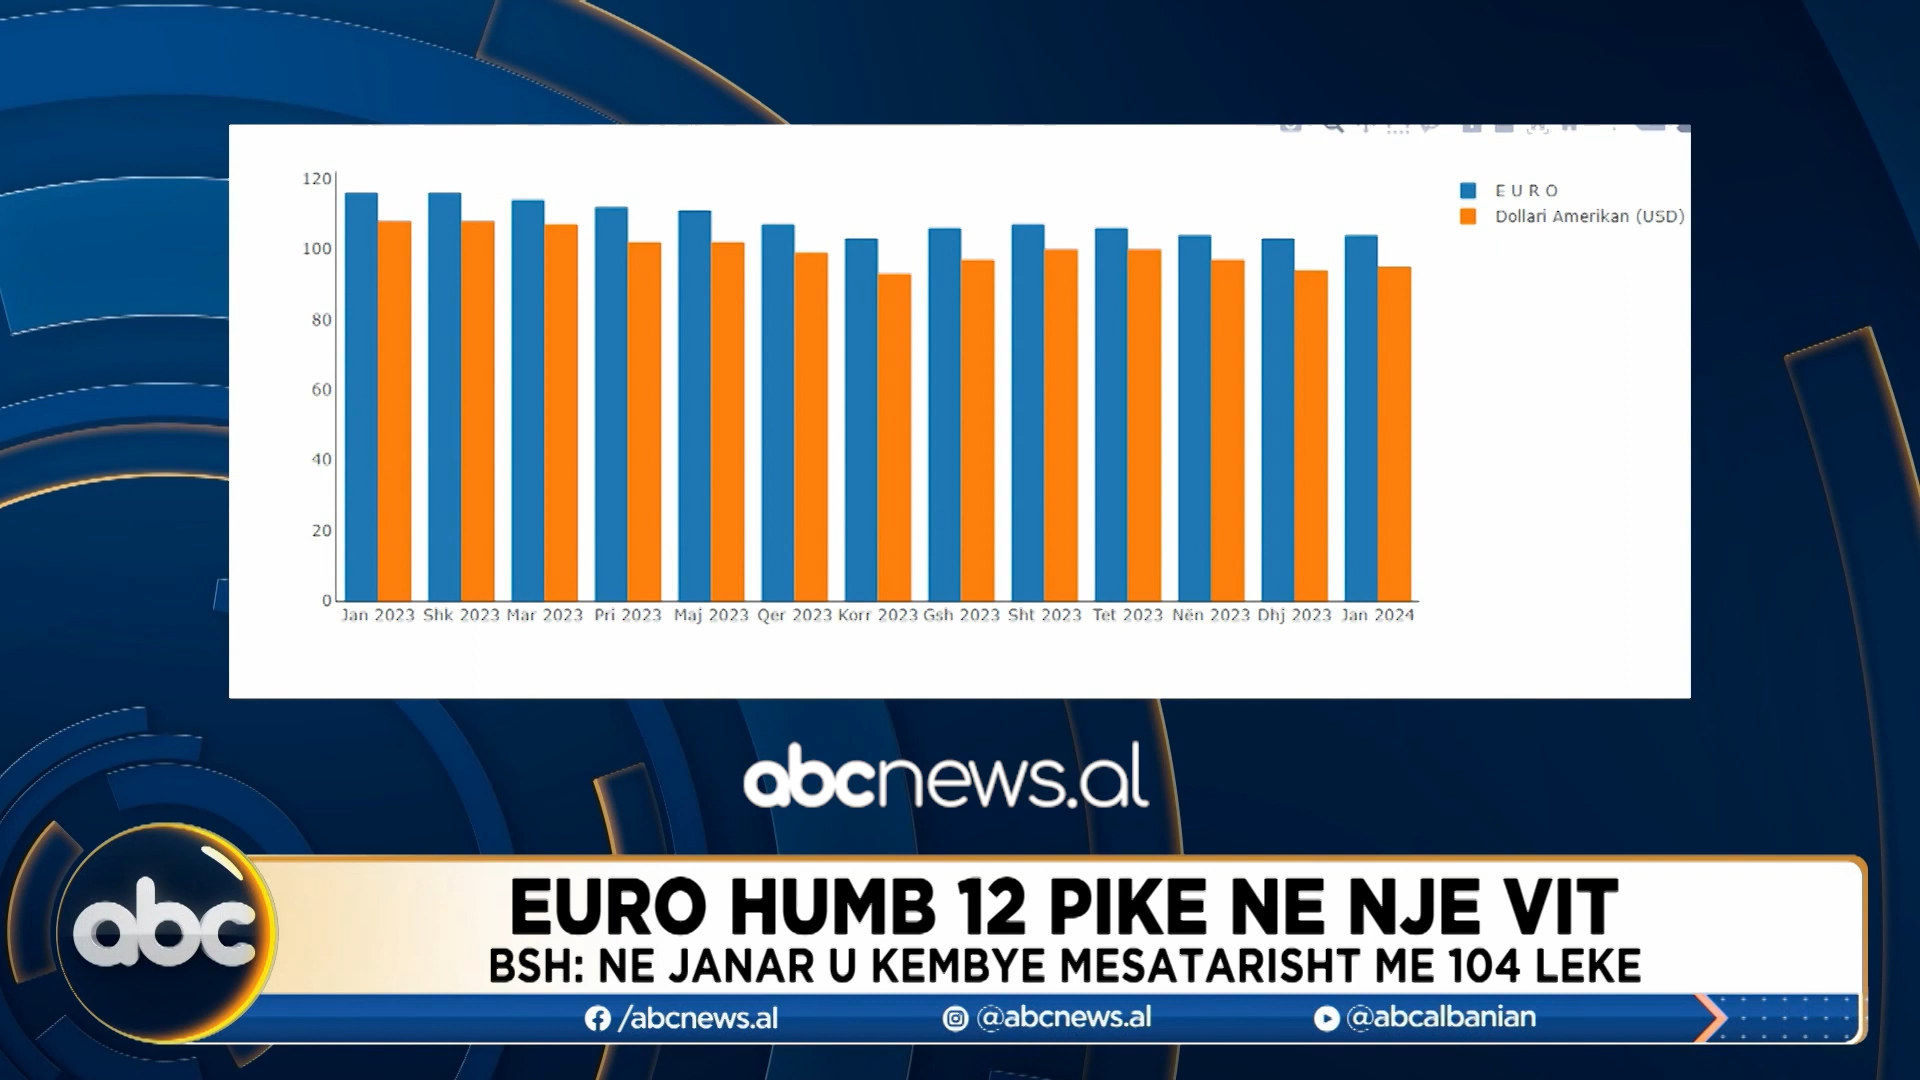 120
100
80
60
40
20
0
Jan 2023 Shk 2023 Mar 2023 Pri 2023 Maj 2023 Qer 2023 Korr 2023 Gsh 2023 Sht 2023 Tet 2023 Nën 2023 Dhj 2023 Jan 2024
E U R O
Dollari Amerikan (USD)
abcnews.al
abc
EURO HUMB 12 PIKE NE NJE VIT
BSH: NE JANAR U KEMBYE MESATARISHT ME 104 LEKE
/abcnews.al @abcnews.al @abcalbanian